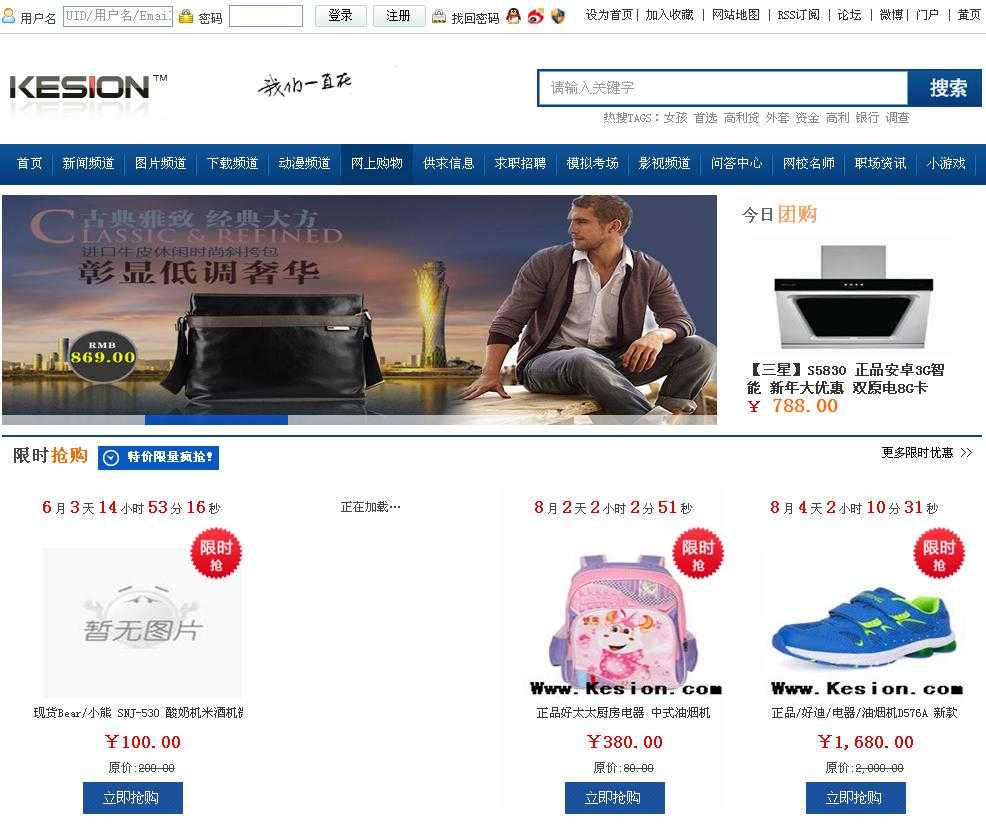 用户名 UID/用户名/Emai 密码 登录 注册 找回密码 设为首页| 加入收藏 | 网站地图 | RSS订阅 | 论坛 | 微博| 门户 | 黄页
KESION™ 我们一直在
请输入关键字 搜索
热搜TAGS：女孩 首选 高利贷 外套 资金 高利 银行 调查
首页 新闻频道 图片频道 下载频道 动漫频道 网上购物 供求信息 求职招聘 模拟考场 影视频道 问答中心 网校名师 职场资讯 小游戏
古典雅致 经典大方
CLASSIC & REFINED
进口牛皮休闲时尚斜挎包
彰显低调奢华
RMB
869.00
今日团购
【三星】S5830 正品安卓3G智
能 新年大优惠 双原电8G卡
￥ 788.00
限时抢购 特价限量疯抢! 更多限时优惠 >>
6月3天14小时53分16秒 正在加载… 8月2天2小时2分51秒 8月4天2小时10分31秒
限时 限时 限时
抢 抢 抢
暂无图片
Www.Kesion.com Www.Kesion.com
现货Bear/小熊 SNJ-530 酸奶机米酒机 正品好太太厨房电器 中式油烟机 正品/好迪/电器/油烟机D576A 新款
￥100.00 ￥380.00 ￥1,680.00
原价:200.00 原价:80.00 原价:2,000.00
立即抢购 立即抢购 立即抢购